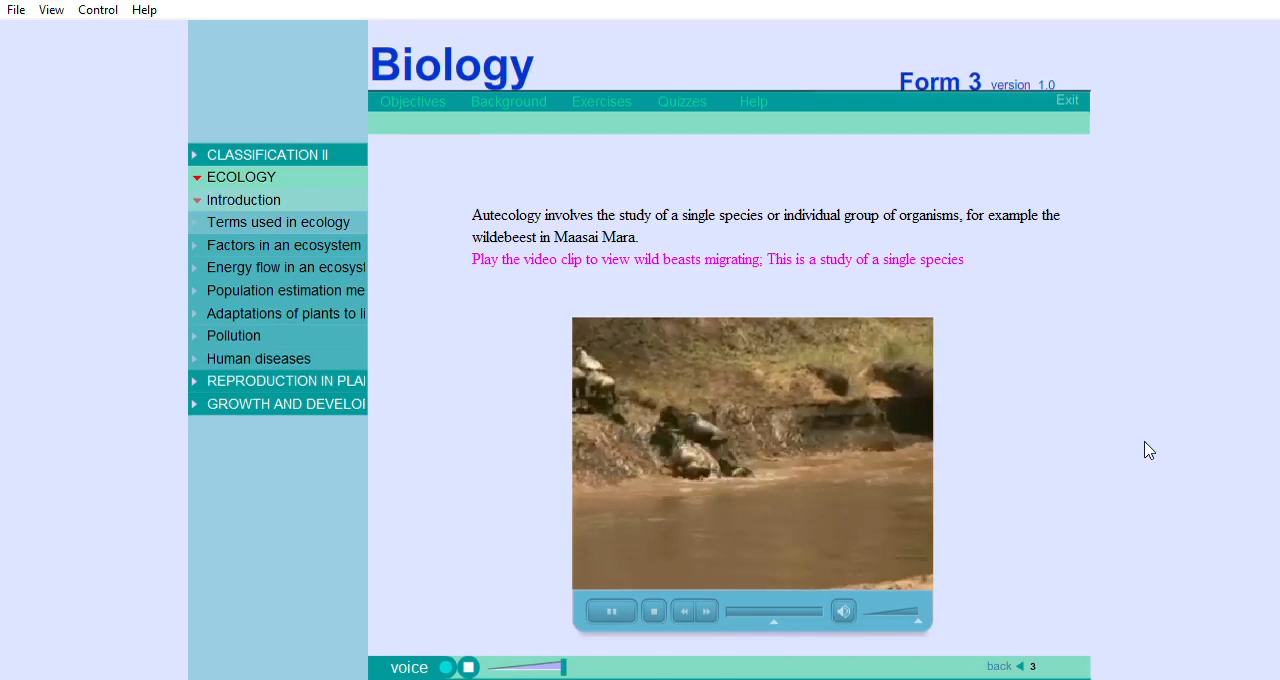 File View Control Help
Biology
Form 3 version 1.0
Objectives Background Exercises Quizzes Help Exit
CLASSIFICATION II
ECOLOGY
Introduction
Terms used in ecology
Factors in an ecosystem
Energy flow in an ecosyst
Population estimation me
Adaptations of plants to li
Pollution
Human diseases
REPRODUCTION IN PLA
GROWTH AND DEVELO
Autecology involves the study of a single species or individual group of organisms, for example the
wildebeest in Maasai Mara.
Play the video clip to view wild beasts migrating; This is a study of a single species
voice
back 3